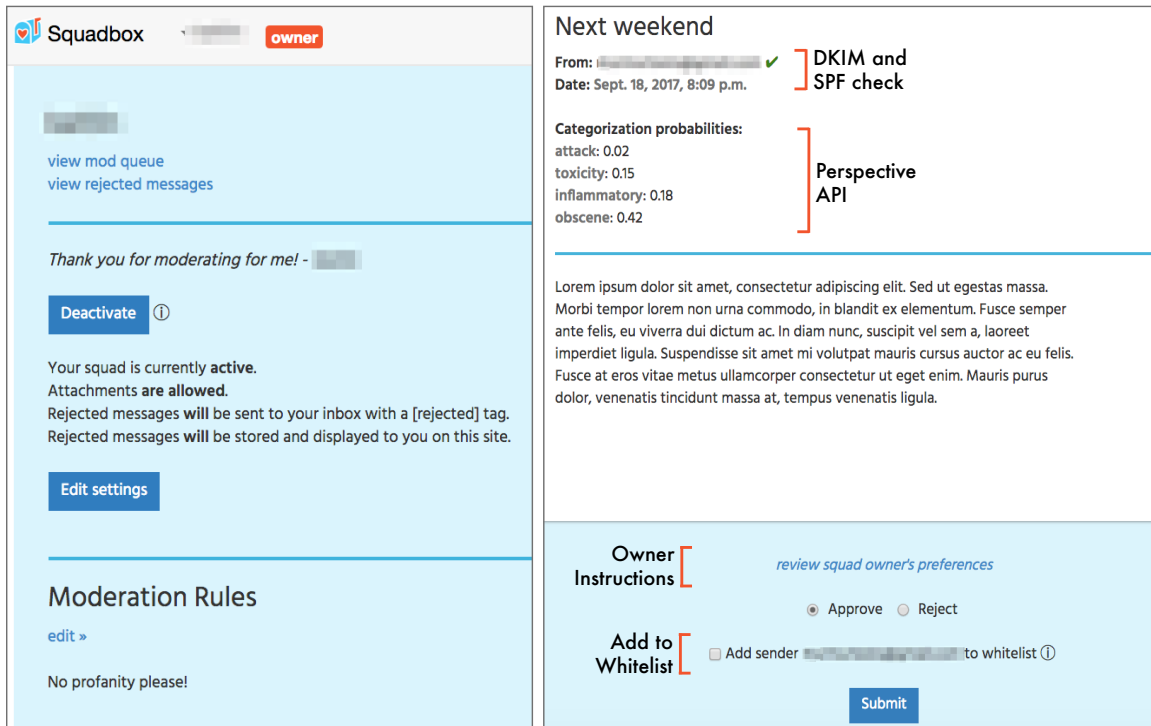 Squadbox
owner
view mod queue
view rejected messages
Thank you for moderating for me! -
Deactivate ⓘ
Your squad is currently active.
Attachments are allowed.
Rejected messages will be sent to your inbox with a [rejected] tag.
Rejected messages will be stored and displayed to you on this site.
Edit settings
Moderation Rules
edit »
No profanity please!
Next weekend
From: ✔
Date: Sept. 18, 2017, 8:09 p.m.
DKIM and
SPF check
Categorization probabilities:
attack: 0.02
toxicity: 0.15
inflammatory: 0.18
obscene: 0.42
Perspective
API
Lorem ipsum dolor sit amet, consectetur adipiscing elit. Sed ut egestas massa.
Morbi tempor lorem non urna commodo, in blandit ex elementum. Fusce semper
ante felis, eu viverra dui dictum ac. In diam nunc, suscipit vel sem a, laoreet
imperdiet ligula. Suspendisse sit amet mi volutpat mauris cursus auctor ac eu felis.
Fusce at eros vitae metus ullamcorper consectetur ut eget enim. Mauris purus
dolor, venenatis tincidunt massa at, tempus venenatis ligula.
Owner
Instructions
review squad owner's preferences
Approve Reject
Add to
Whitelist
Add sender to whitelist ⓘ
Submit